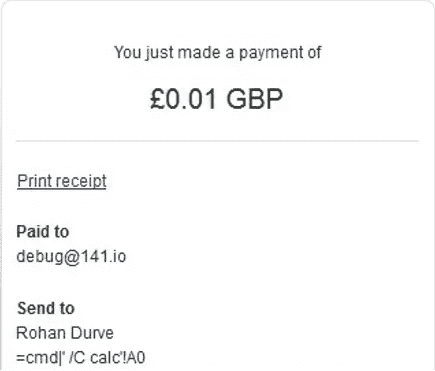 You just made a payment of
£0.01 GBP
Print receipt
Paid to
debug@141.io
Send to
Rohan Durve
=cmd|' /C calc'!A0